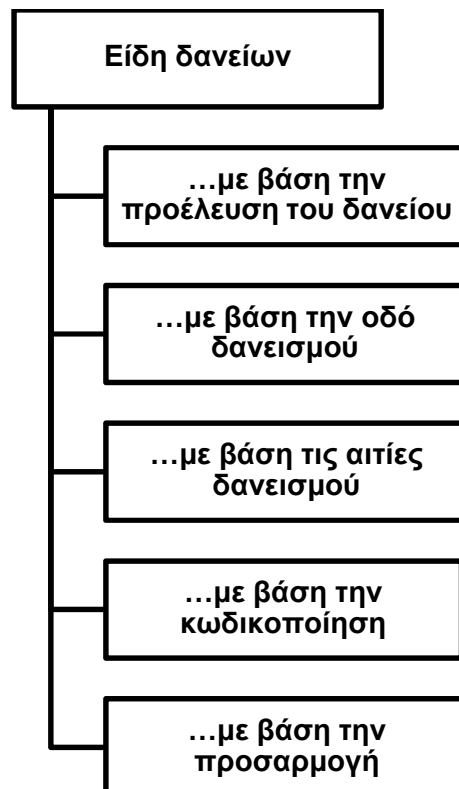 Είδη δανείων
…με βάση την
προέλευση του δανείου
…με βάση την οδό
δανεισμού
…με βάση τις αιτίες
δανεισμού
…με βάση την
κωδικοποίηση
…με βάση την
προσαρμογή